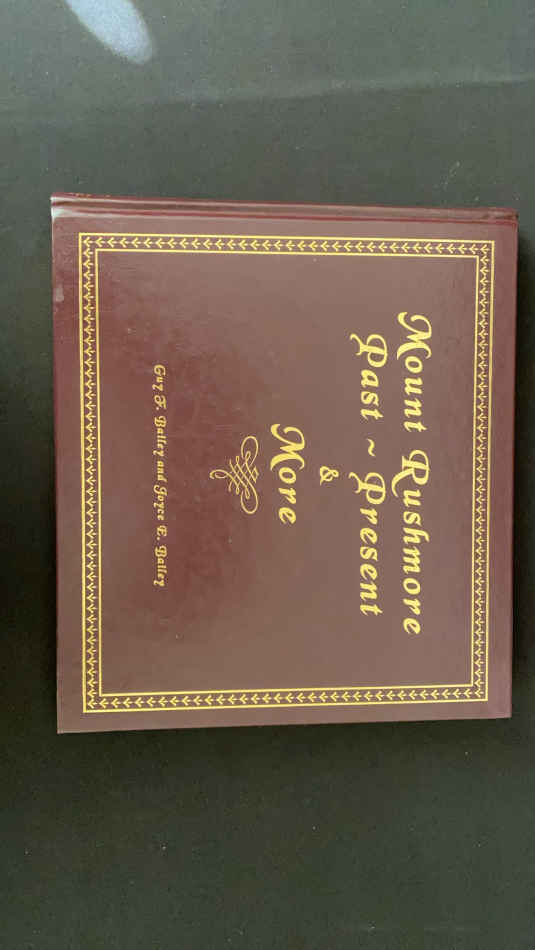 Mount Rushmore
Past ~ Present
&
More
Guy F. Bailey and Joyce E. Bailey